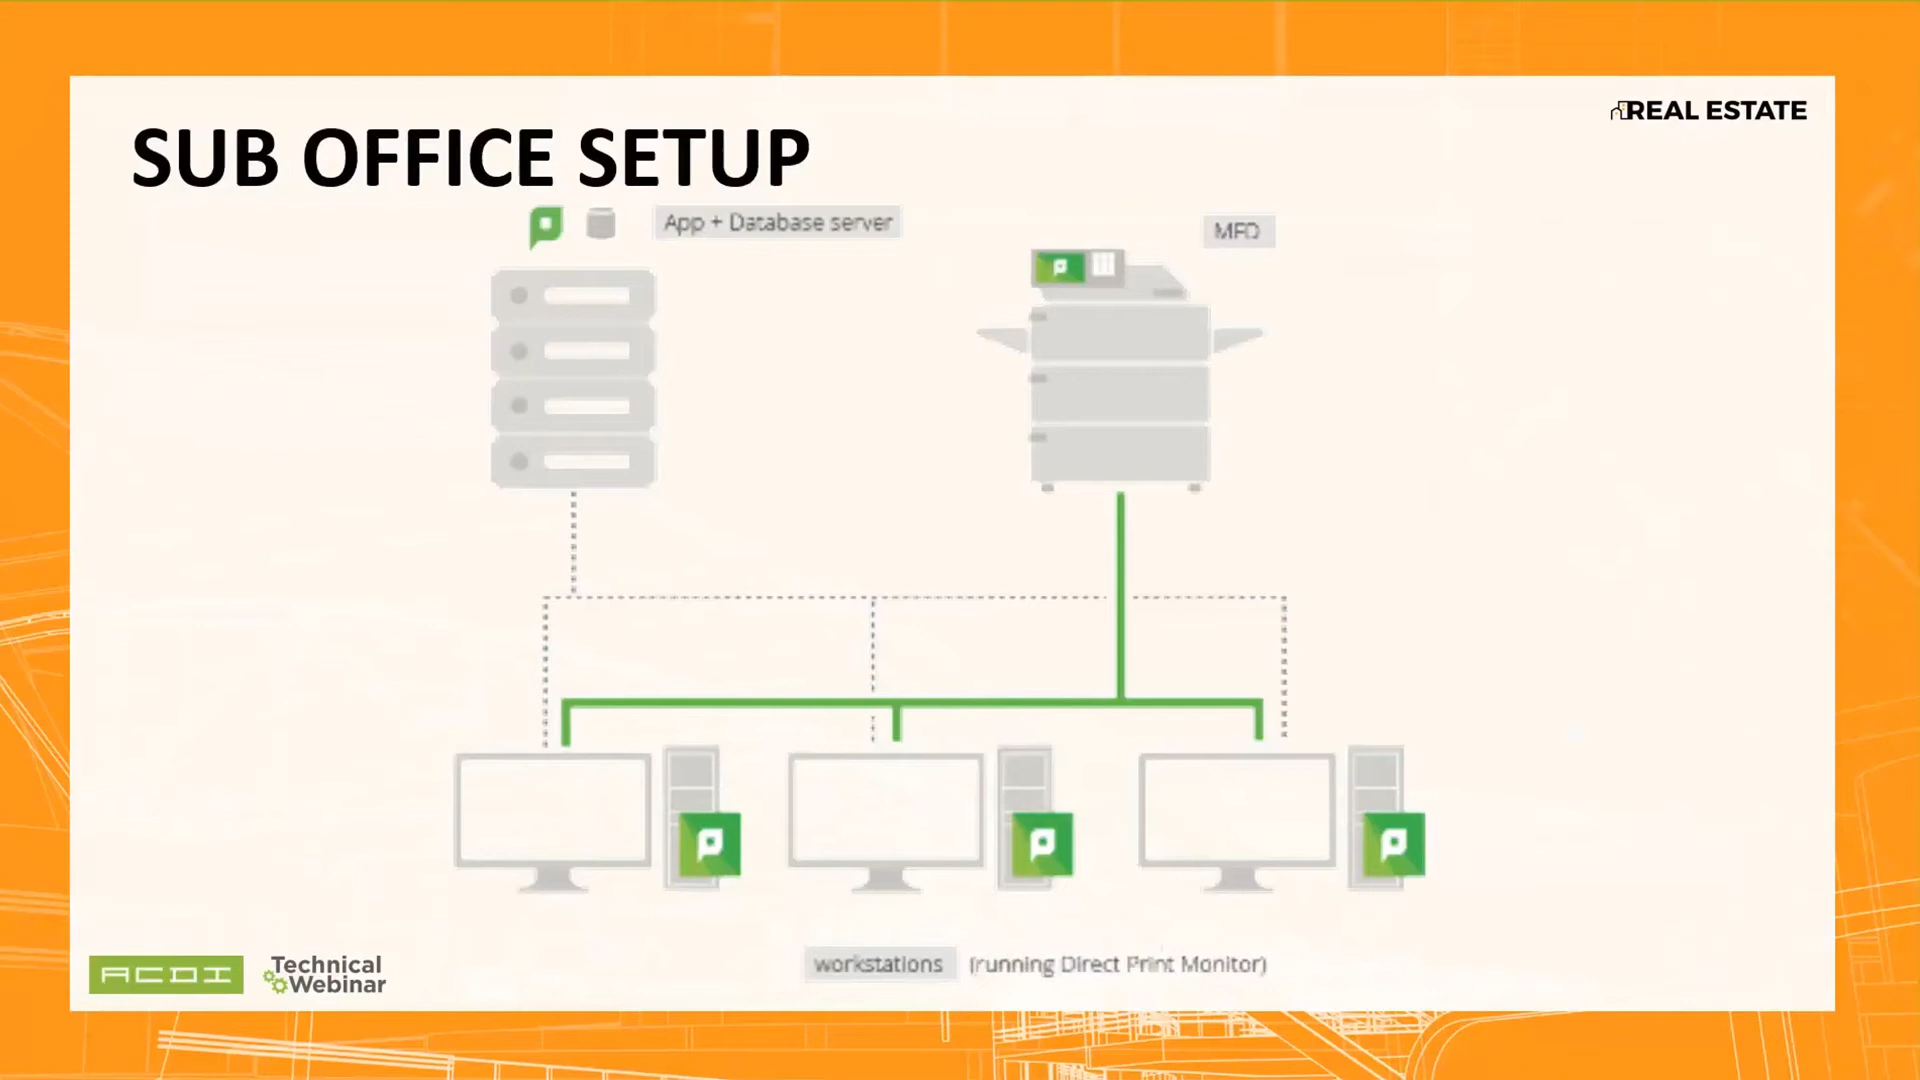 REAL ESTATE
SUB OFFICE SETUP
App + Database server
MFD
workstations (running Direct Print Monitor)
ACDI
Technical
Webinar